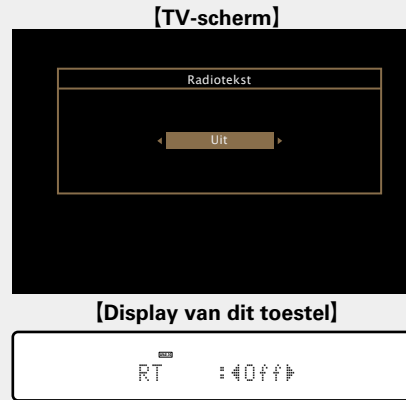 【TV-scherm】
Radiotekst
Uit
【Display van dit toestel】
RT :◀Off▶